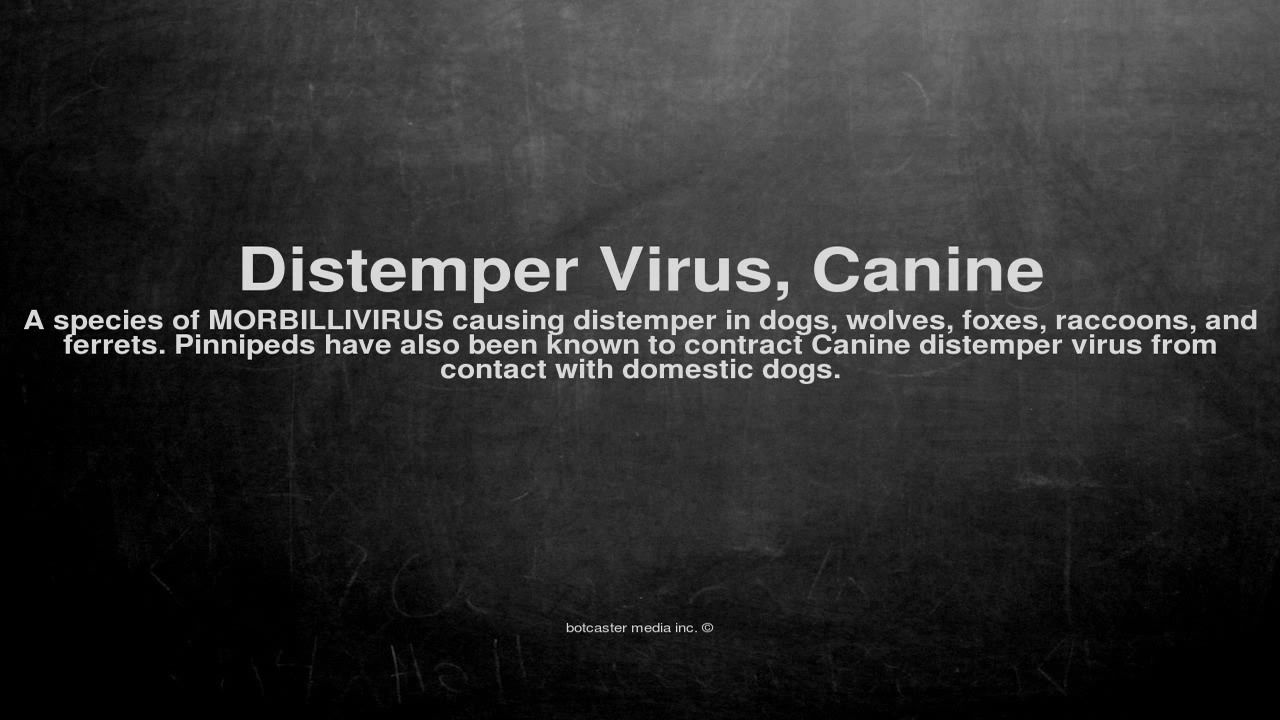 Distemper Virus, Canine
A species of MORBILLIVIRUS causing distemper in dogs, wolves, foxes, raccoons, and
ferrets. Pinnipeds have also been known to contract Canine distemper virus from
contact with domestic dogs.
botcaster media inc. ©